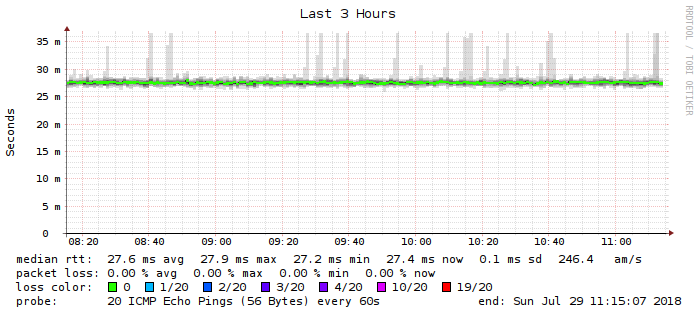 Last 3 Hours
RRDTOOL / TOBI OETIKER
Seconds
35 m
30 m
25 m
20 m
15 m
10 m
5 m
0
08:20 08:40 09:00 09:20 09:40 10:00 10:20 10:40 11:00
median rtt: 27.6 ms avg 27.9 ms max 27.2 ms min 27.4 ms now 0.1 ms sd 246.4 am/s
packet loss: 0.00 % avg 0.00 % max 0.00 % min 0.00 % now
loss color: 0 1/20 2/20 3/20 4/20 10/20 19/20
probe: 20 ICMP Echo Pings (56 Bytes) every 60s end: Sun Jul 29 11:15:07 2018